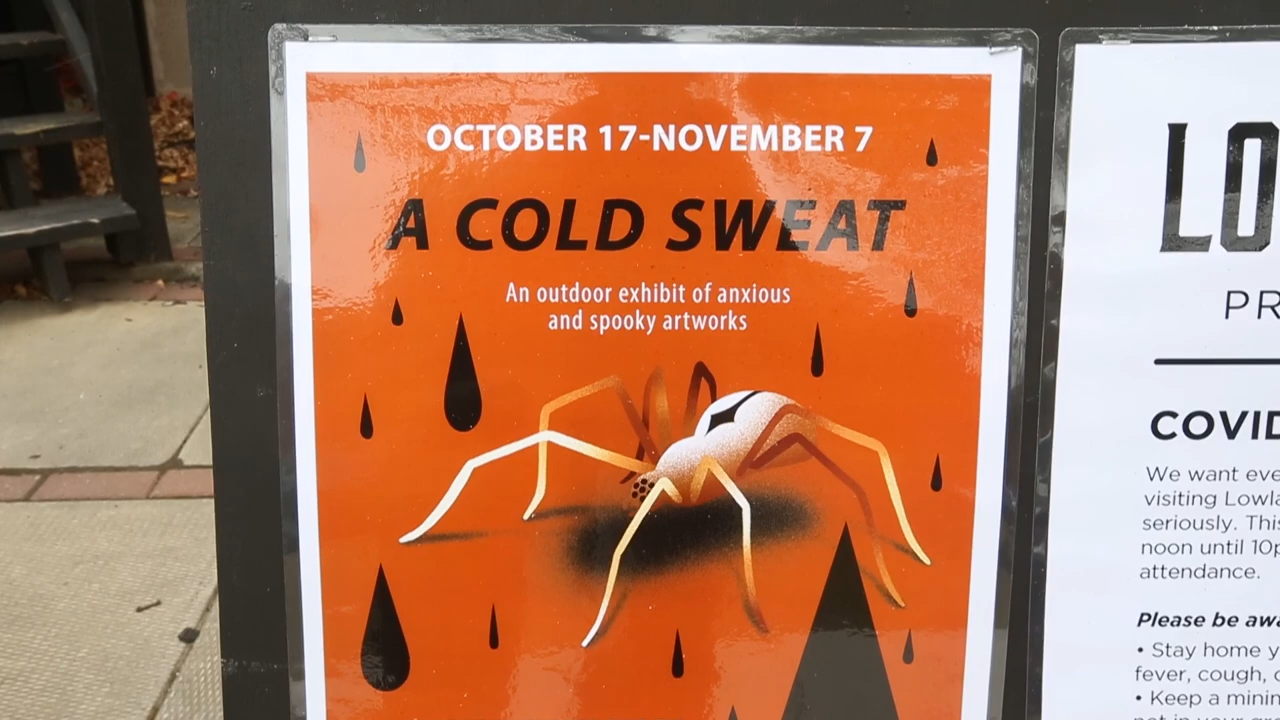 OCTOBER 17-NOVEMBER 7
A COLD SWEAT
An outdoor exhibit of anxious
and spooky artworks
LO
PR
COVID
We want eve
visiting Lowla
seriously. This
noon until 10p
attendance.
Please be awa
• Stay home y
fever, cough, c
• Keep a minim